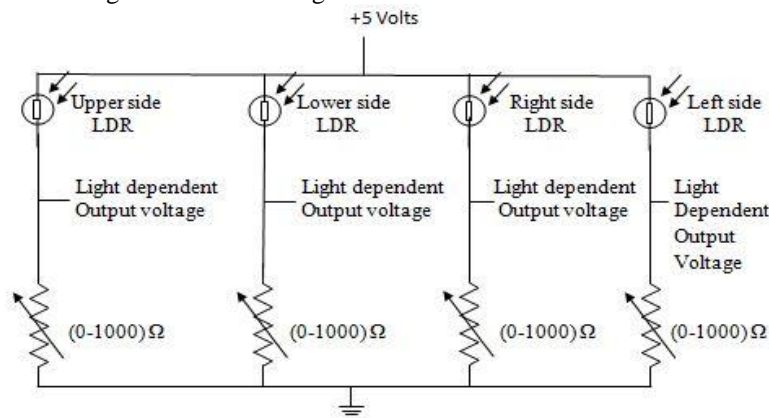 +5 Volts
Upper side
LDR
Lower side
LDR
Right side
LDR
Left side
LDR
Light dependent
Output voltage
Light dependent
Output voltage
Light dependent
Output voltage
Light
Dependent
Output
Voltage
(0-1000)Ω
(0-1000)Ω
(0-1000)Ω
(0-1000)Ω